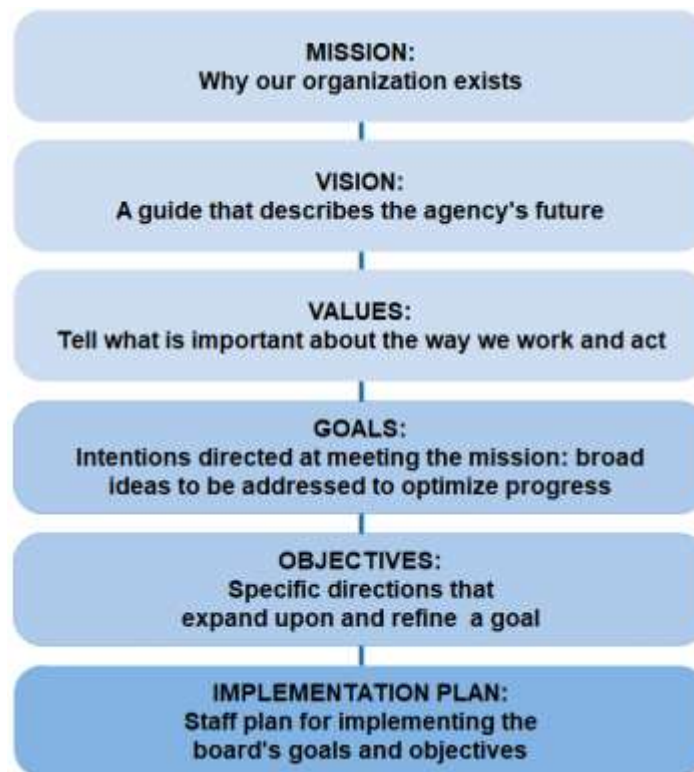 MISSION:
Why our organization exists
VISION:
A guide that describes the agency's future
VALUES:
Tell what is important about the way we work and act
GOALS:
Intentions directed at meeting the mission: broad
ideas to be addressed to optimize progress
OBJECTIVES:
Specific directions that
expand upon and refine a goal
IMPLEMENTATION PLAN:
Staff plan for implementing the
board's goals and objectives